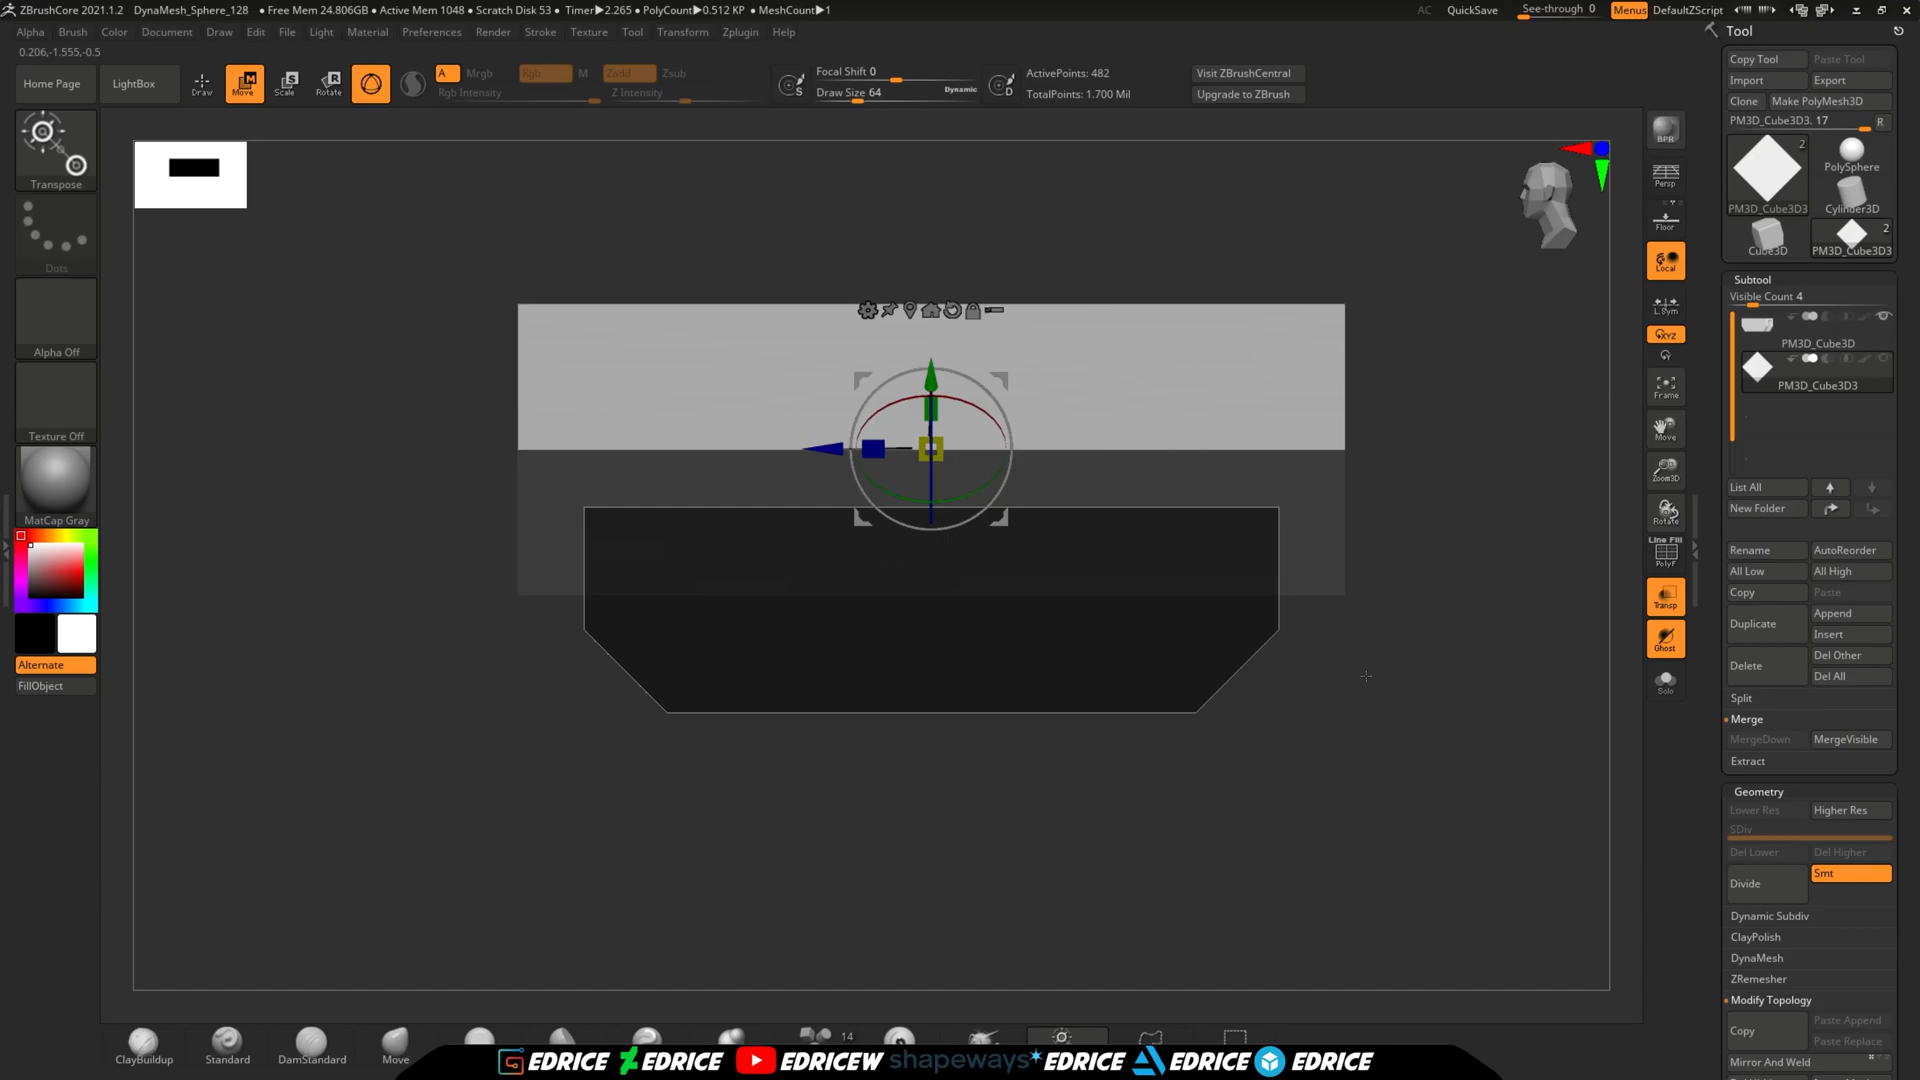 ZBrushCore 2021.1.2 DynaMesh_Sphere_128 • Free Mem 24.806GB • Active Mem 1048 • Scratch Disk 53 • Timer▶2.265 • PolyCount▶0.512 KP • MeshCount▶1 AC QuickSave See-through 0 Menus DefaultZScript
Alpha Brush Color Document Draw Edit File Light Material Preferences Render Stroke Texture Tool Transform Zplugin Help
0.206,-1.555,-0.5
Home Page LightBox Draw Move Scale Rotate
A Mrgb Rgb M Zadd Zsub
Rgb Intensity Z Intensity
Focal Shift 0
Draw Size 64 Dynamic
ActivePoints: 482
TotalPoints: 1.700 Mil
Visit ZBrushCentral
Upgrade to ZBrush
Transpose
Dots
Alpha Off
Texture Off
MatCap Gray
Alternate
FillObject
BPR
Persp
Floor
Local
L.Sym
XYZ
Frame
Move
Zoom3D
Rotate
Line Fill
PolyF
Transp
Ghost
Solo
Tool
Copy Tool Paste Tool
Import Export
Clone Make PolyMesh3D
PM3D_Cube3D3. 17 R
2
PolySphere
PM3D_Cube3D3 Cylinder3D
2
Cube3D PM3D_Cube3D3
Subtool
Visible Count 4
PM3D_Cube3D
PM3D_Cube3D3
List All
New Folder
Rename AutoReorder
All Low All High
Copy Paste
Duplicate Append
Insert
Delete Del Other
Del All
Split
Merge
MergeDown MergeVisible
Extract
Geometry
Lower Res Higher Res
SDiv
Del Lower Del Higher
Divide Smt
Dynamic Subdiv
ClayPolish
DynaMesh
ZRemesher
Modify Topology
Copy Paste Append
Paste Replace
Mirror And Weld
14
ClayBuildup Standard DamStandard Move
EDRICE EDRICE EDRICEW shapeways EDRICE EDRICE EDRICE